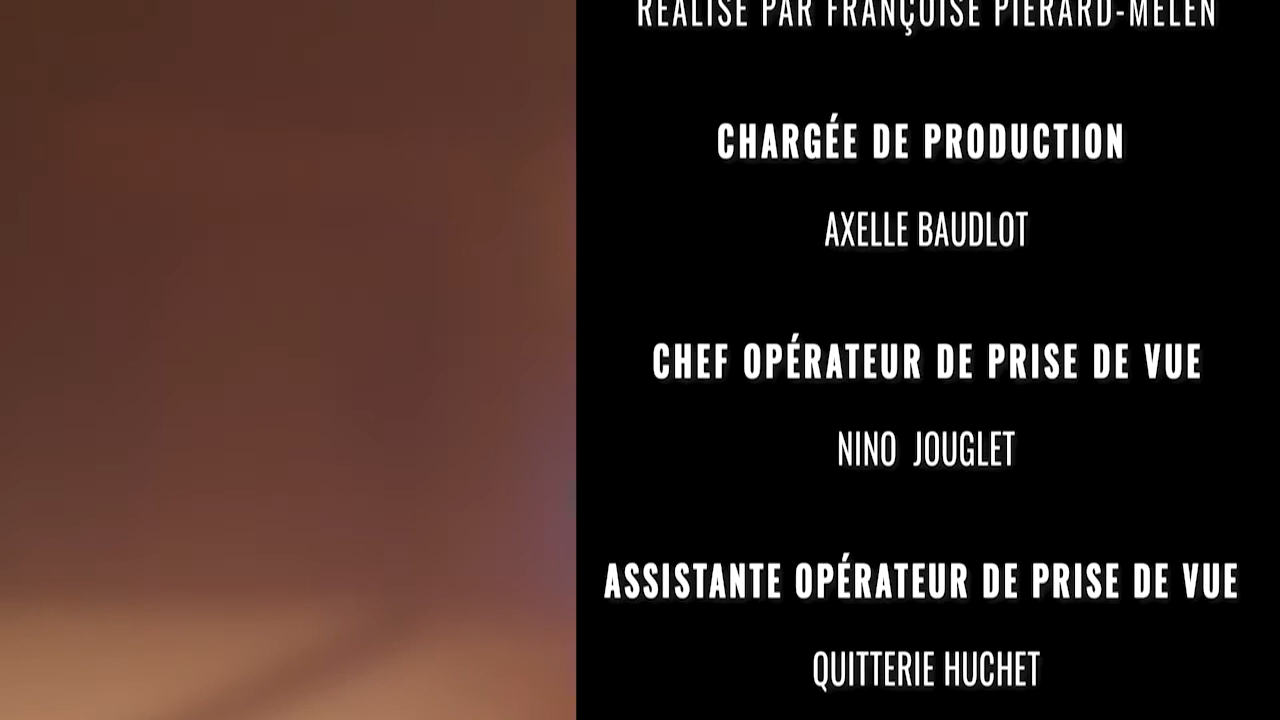 RÉALISÉ PAR FRANÇOISE PIÉRARD-MÉLEN
CHARGÉE DE PRODUCTION
AXELLE BAUDLOT
CHEF OPÉRATEUR DE PRISE DE VUE
NINO JOUGLET
ASSISTANTE OPÉRATEUR DE PRISE DE VUE
QUITTERIE HUCHET